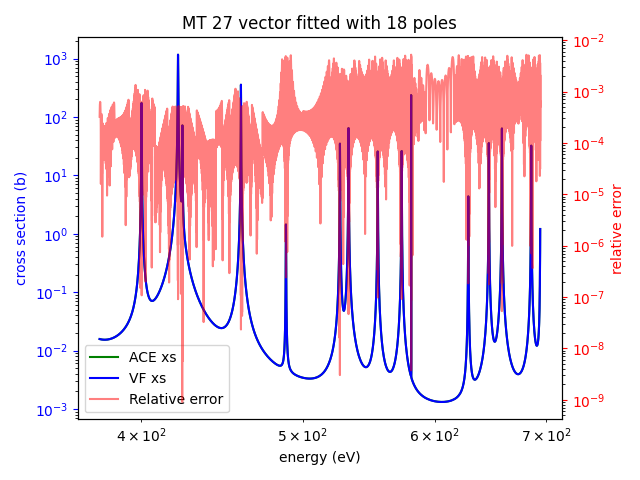 MT 27 vector fitted with 18 poles
cross section (b)
10³
10²
10¹
10⁰
10⁻¹
10⁻²
10⁻³
ACE xs
VF xs
Relative error
10⁻²
10⁻³
10⁻⁴
10⁻⁵
10⁻⁶
10⁻⁷
10⁻⁸
10⁻⁹
relative error
4 × 10² 5 × 10² 6 × 10² 7 × 10²
energy (eV)